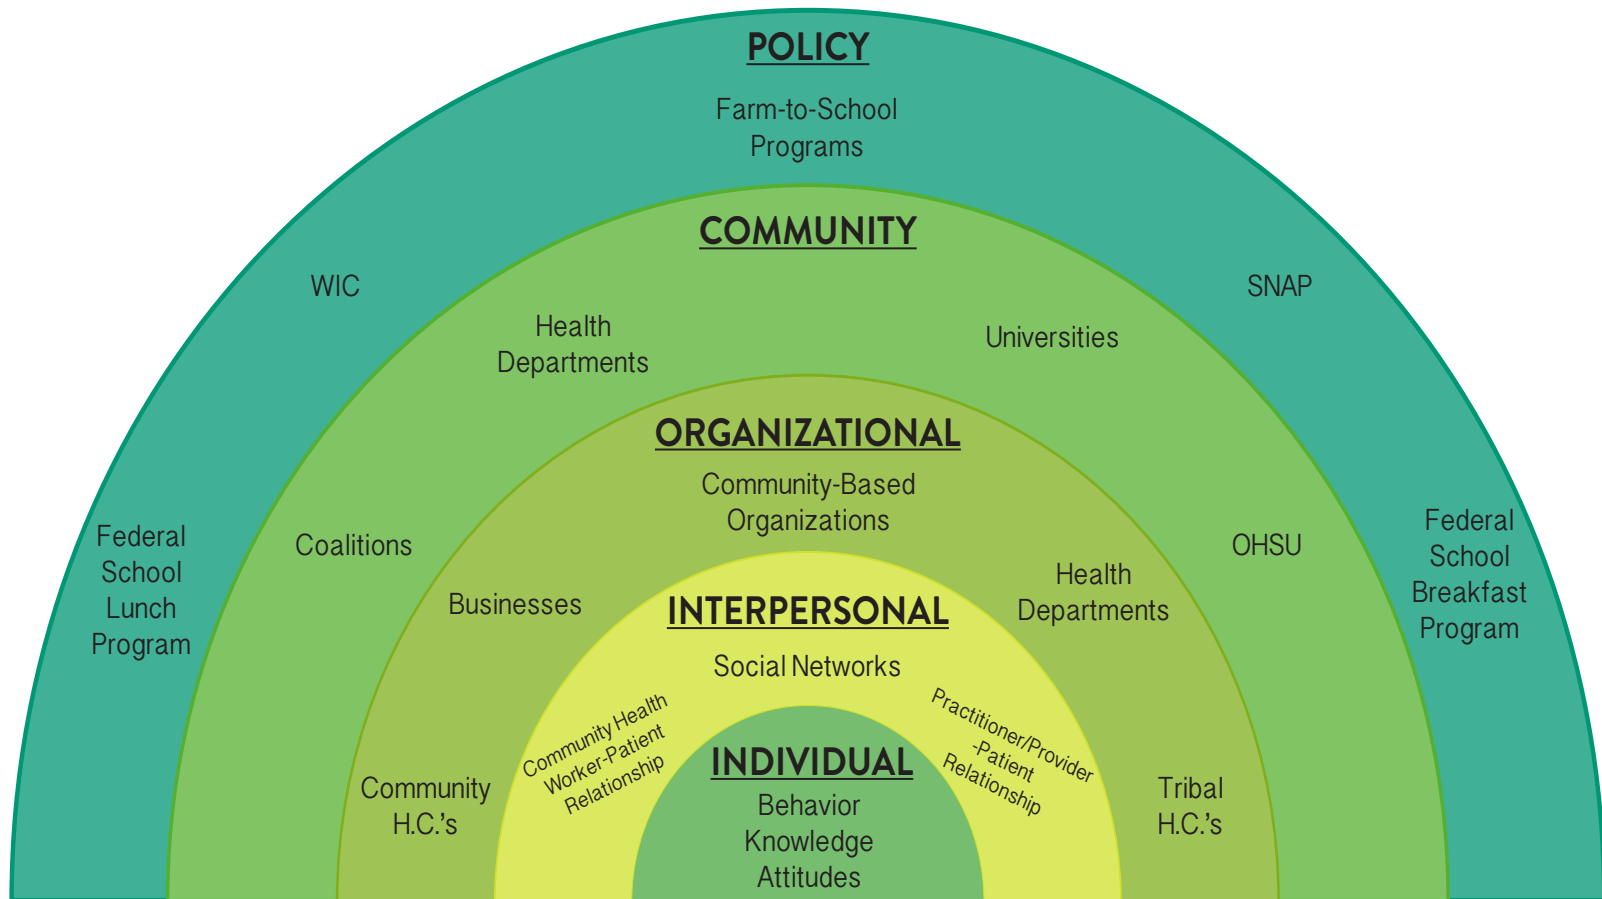 POLICY
Farm-to-School
Programs
WIC
SNAP
Federal
School
Lunch
Program
Federal
School
Breakfast
Program
COMMUNITY
Health
Departments
Universities
Coalitions
OHSU
ORGANIZATIONAL
Community-Based
Organizations
Businesses
Health
Departments
Community
H.C.'s
Tribal
H.C.'s
INTERPERSONAL
Social Networks
Community Health
Worker-Patient
Relationship
Practitioner/Provider
-Patient
Relationship
INDIVIDUAL
Behavior
Knowledge
Attitudes